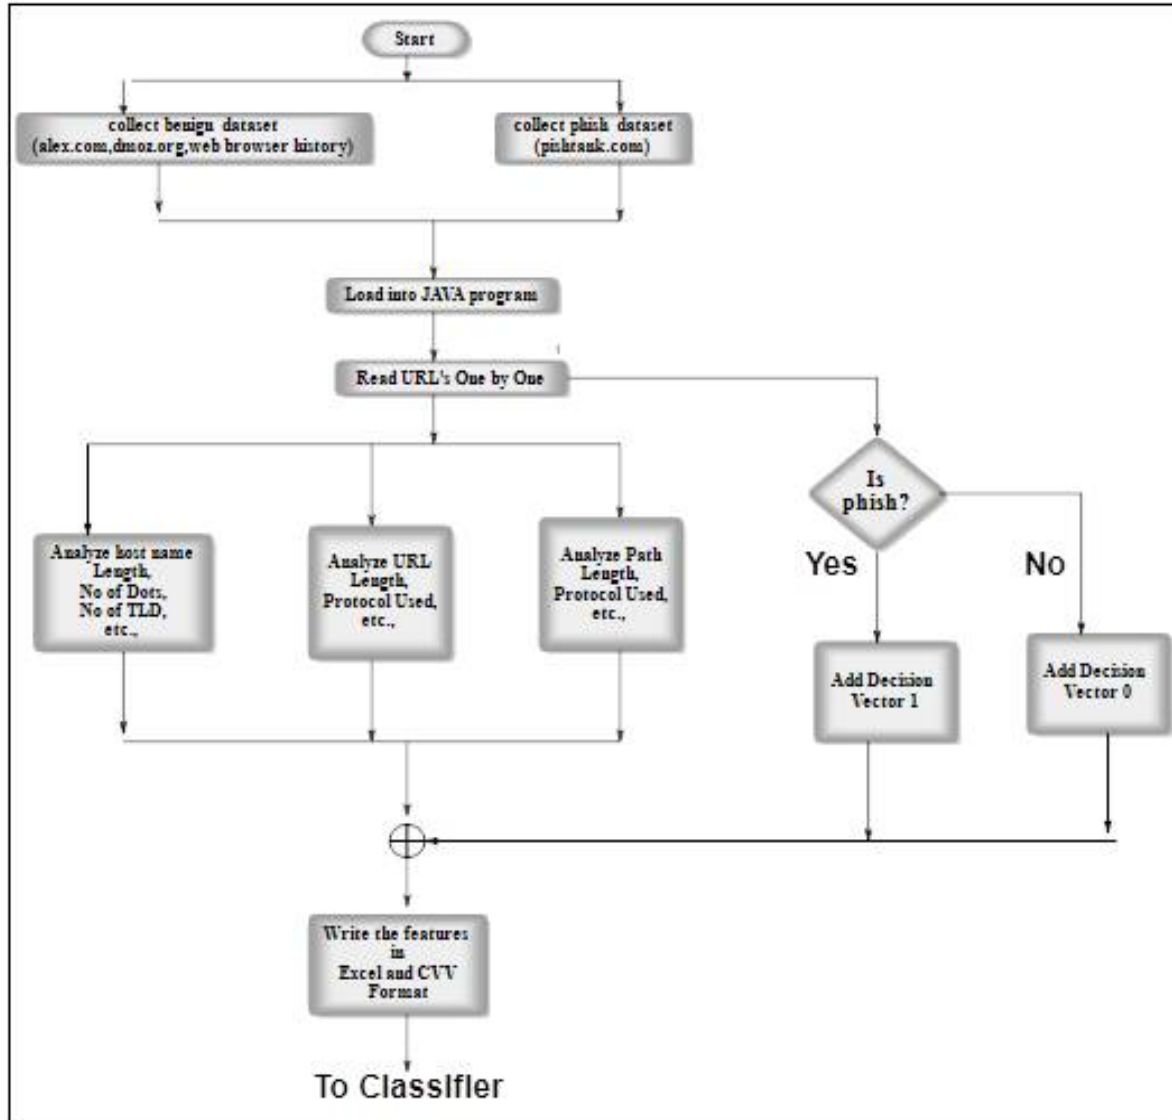 Start
collect benign dataset
(alex.com,dmoz.org,web browser history)
collect phish dataset
(pishtank.com)
Load into JAVA program
Read URL's One by One
Is
phish?
Yes
No
Analyze host name
Length,
No of Dots,
No of TLD,
etc.,
Analyze URL
Length,
Protocol Used,
etc.,
Analyze Path
Length,
Protocol Used,
etc.,
Add Decision
Vector 1
Add Decision
Vector 0
Write the features
in
Excel and CVV
Format
To Classifier